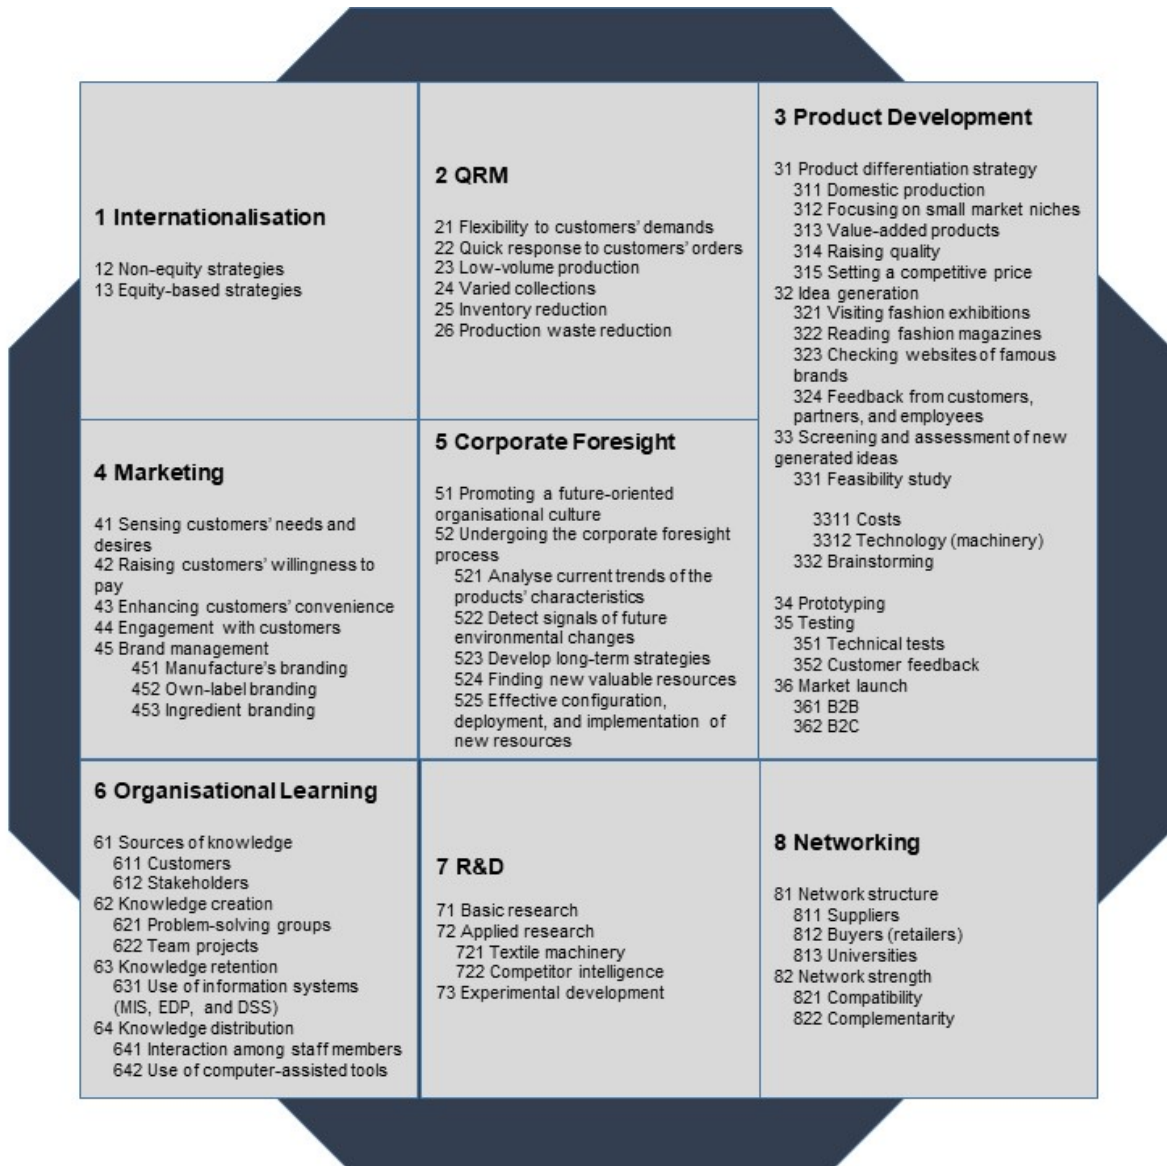 1 Internationalisation
12 Non-equity strategies
13 Equity-based strategies
2 QRM
21 Flexibility to customers' demands
22 Quick response to customers' orders
23 Low-volume production
24 Varied collections
25 Inventory reduction
26 Production waste reduction
3 Product Development
31 Product differentiation strategy
311 Domestic production
312 Focusing on small market niches
313 Value-added products
314 Raising quality
315 Setting a competitive price
32 Idea generation
321 Visiting fashion exhibitions
322 Reading fashion magazines
323 Checking websites of famous
brands
324 Feedback from customers,
partners, and employees
33 Screening and assessment of new
generated ideas
331 Feasibility study
3311 Costs
3312 Technology (machinery)
332 Brainstorming
34 Prototyping
35 Testing
351 Technical tests
352 Customer feedback
36 Market launch
361 B2B
362 B2C
4 Marketing
41 Sensing customers' needs and
desires
42 Raising customers' willingness to
pay
43 Enhancing customers' convenience
44 Engagement with customers
45 Brand management
451 Manufacture's branding
452 Own-label branding
453 Ingredient branding
5 Corporate Foresight
51 Promoting a future-oriented
organisational culture
52 Undergoing the corporate foresight
process
521 Analyse current trends of the
products' characteristics
522 Detect signals of future
environmental changes
523 Develop long-term strategies
524 Finding new valuable resources
525 Effective configuration,
deployment, and implementation of
new resources
6 Organisational Learning
61 Sources of knowledge
611 Customers
612 Stakeholders
62 Knowledge creation
621 Problem-solving groups
622 Team projects
63 Knowledge retention
631 Use of information systems
(MIS, EDP, and DSS)
64 Knowledge distribution
641 Interaction among staff members
642 Use of computer-assisted tools
7 R&D
71 Basic research
72 Applied research
721 Textile machinery
722 Competitor intelligence
73 Experimental development
8 Networking
81 Network structure
811 Suppliers
812 Buyers (retailers)
813 Universities
82 Network strength
821 Compatibility
822 Complementarity